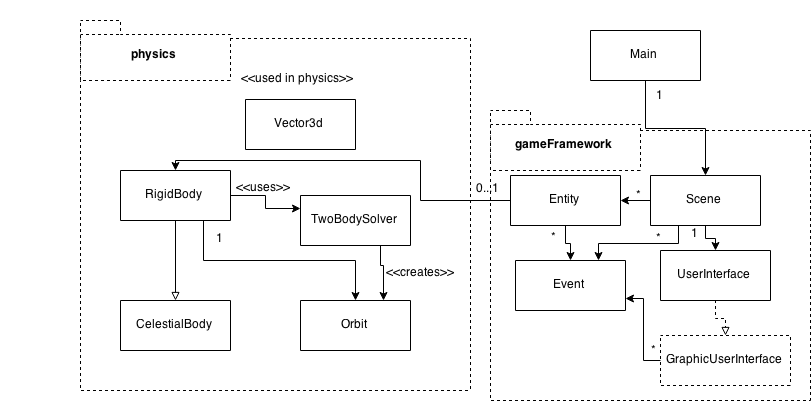 physics
<<used in physics>>
Vector3d
Main
1
gameFramework
RigidBody
<<uses>>
TwoBodySolver
0..1
Entity
*
Scene
1
*
*
1
<<creates>>
Event
UserInterface
CelestialBody
Orbit
*
GraphicUserInterface